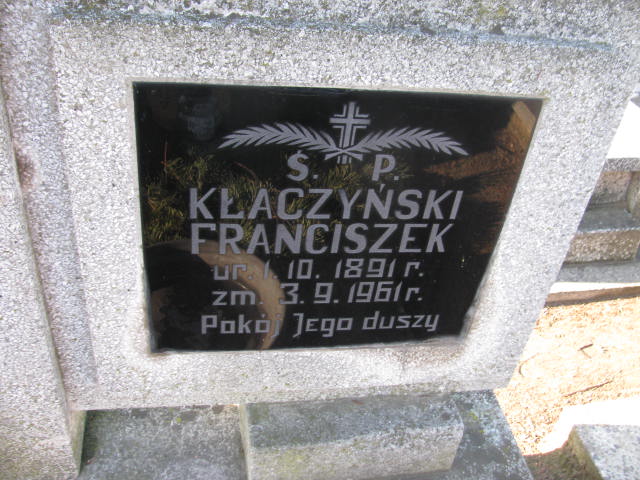 Ś. P.
KŁACZYŃSKI
FRANCISZEK
ur. 1. 10. 1891 r.
zm. 3. 9. 1961 r.
Pokój Jego duszy